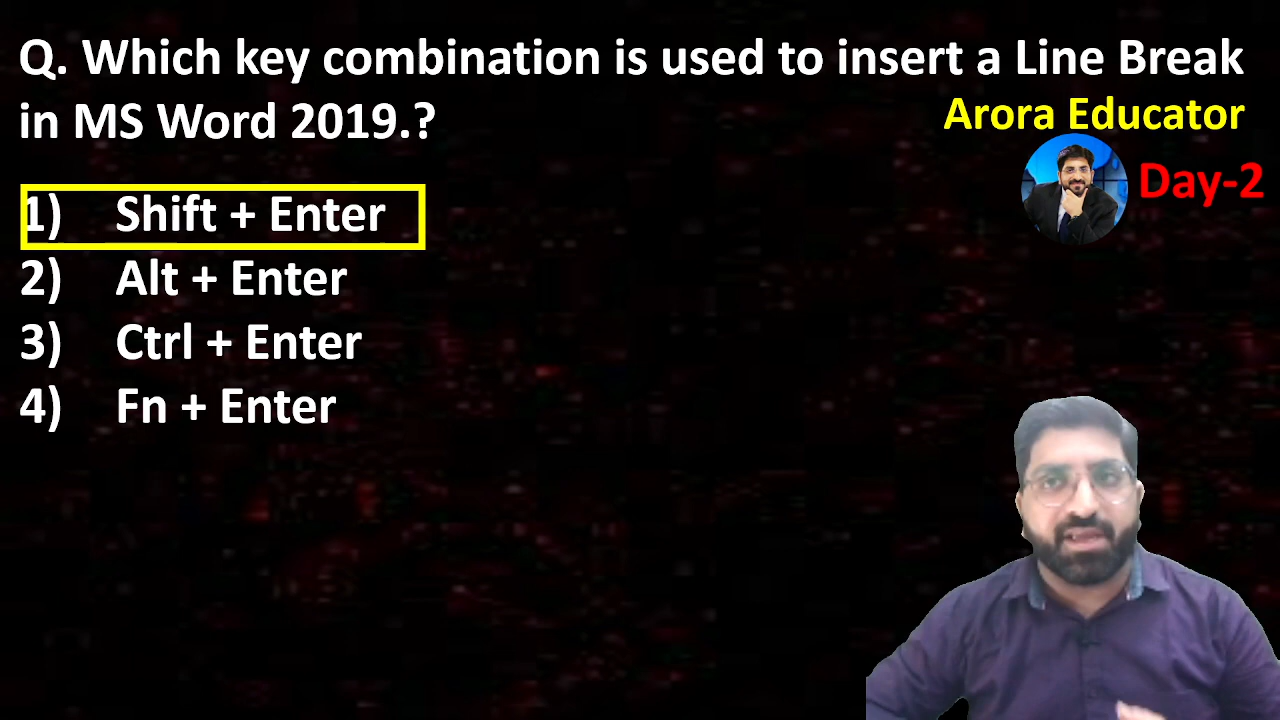 Q. Which key combination is used to insert a Line Break
in MS Word 2019.?
Arora Educator
Day-2
1) Shift + Enter
2) Alt + Enter
3) Ctrl + Enter
4) Fn + Enter